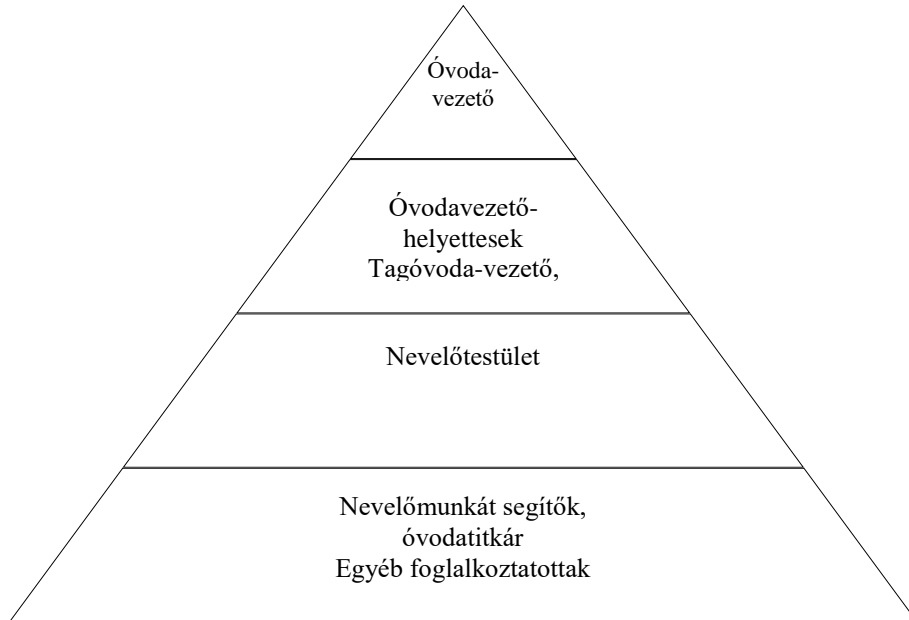 Óvoda-
vezető
Óvodavezető-
helyettesek
Tagóvoda-vezető,
Nevelőtestület
Nevelőmunkát segítők,
óvodatitkár
Egyéb foglalkoztatottak